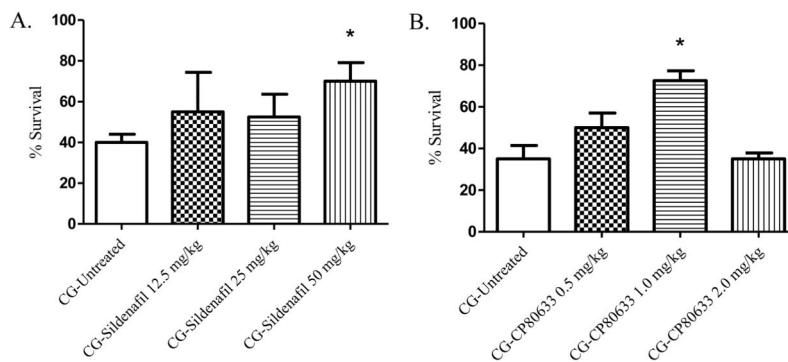 A.
% Survival
100
80
60
40
20
0
*
CG-Untreated
CG-Sildenafil 12.5 mg/kg
CG-Sildenafil 25 mg/kg
CG-Sildenafil 50 mg/kg
B.
% Survival
100
80
60
40
20
0
*
CG-Untreated
CG-CP80633 0.5 mg/kg
CG-CP80633 1.0 mg/kg
CG-CP80633 2.0 mg/kg